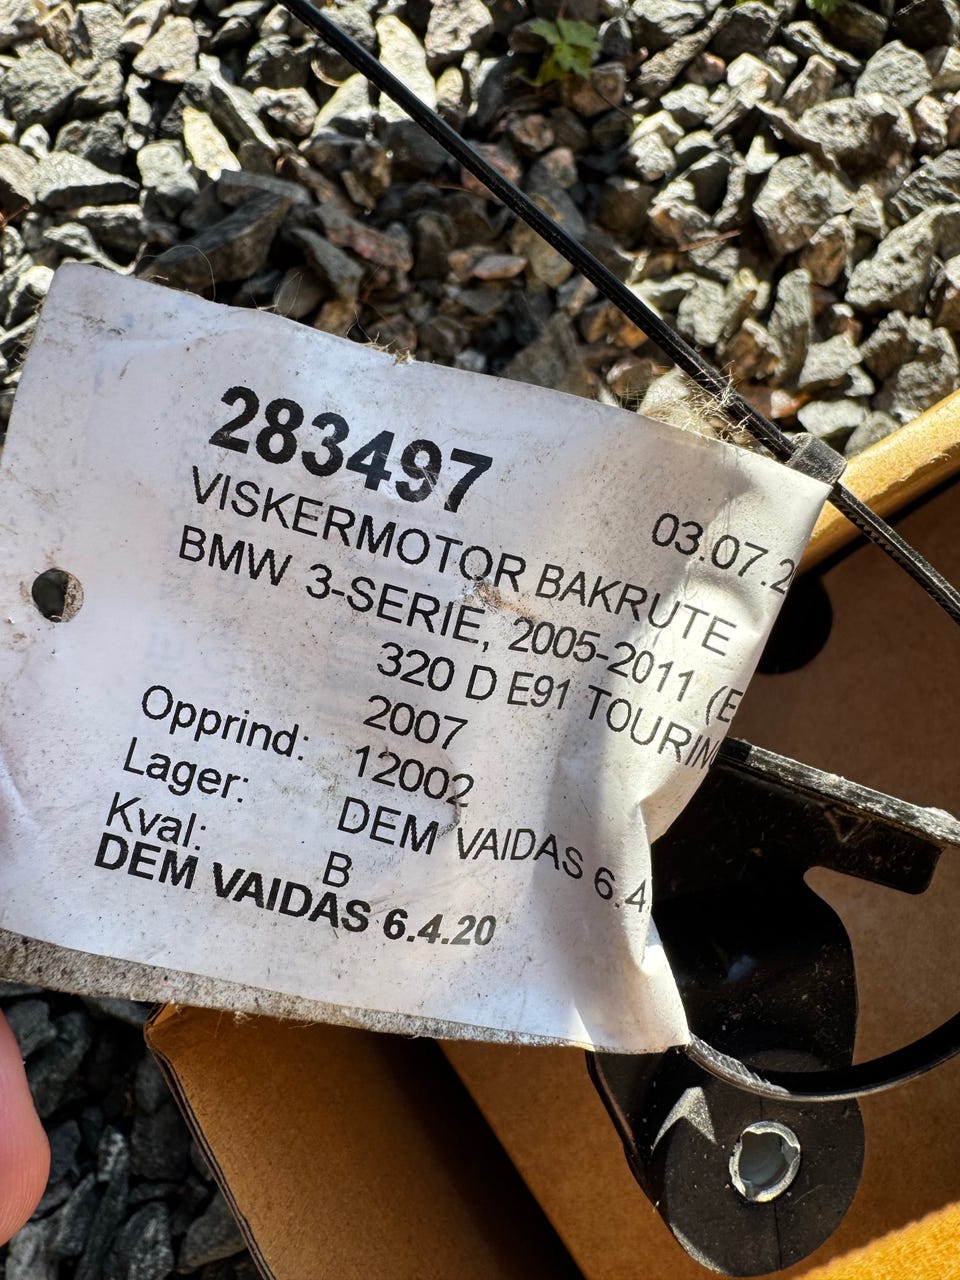 283497
03.07.2
VISKERMOTOR BAKRUTE
BMW 3-SERIE, 2005-2011 (E
320 D E91 TOURING
2007
Opprind: 12002
Lager: DEM VAIDAS 6.4
Kval: B
DEM VAIDAS 6.4.20